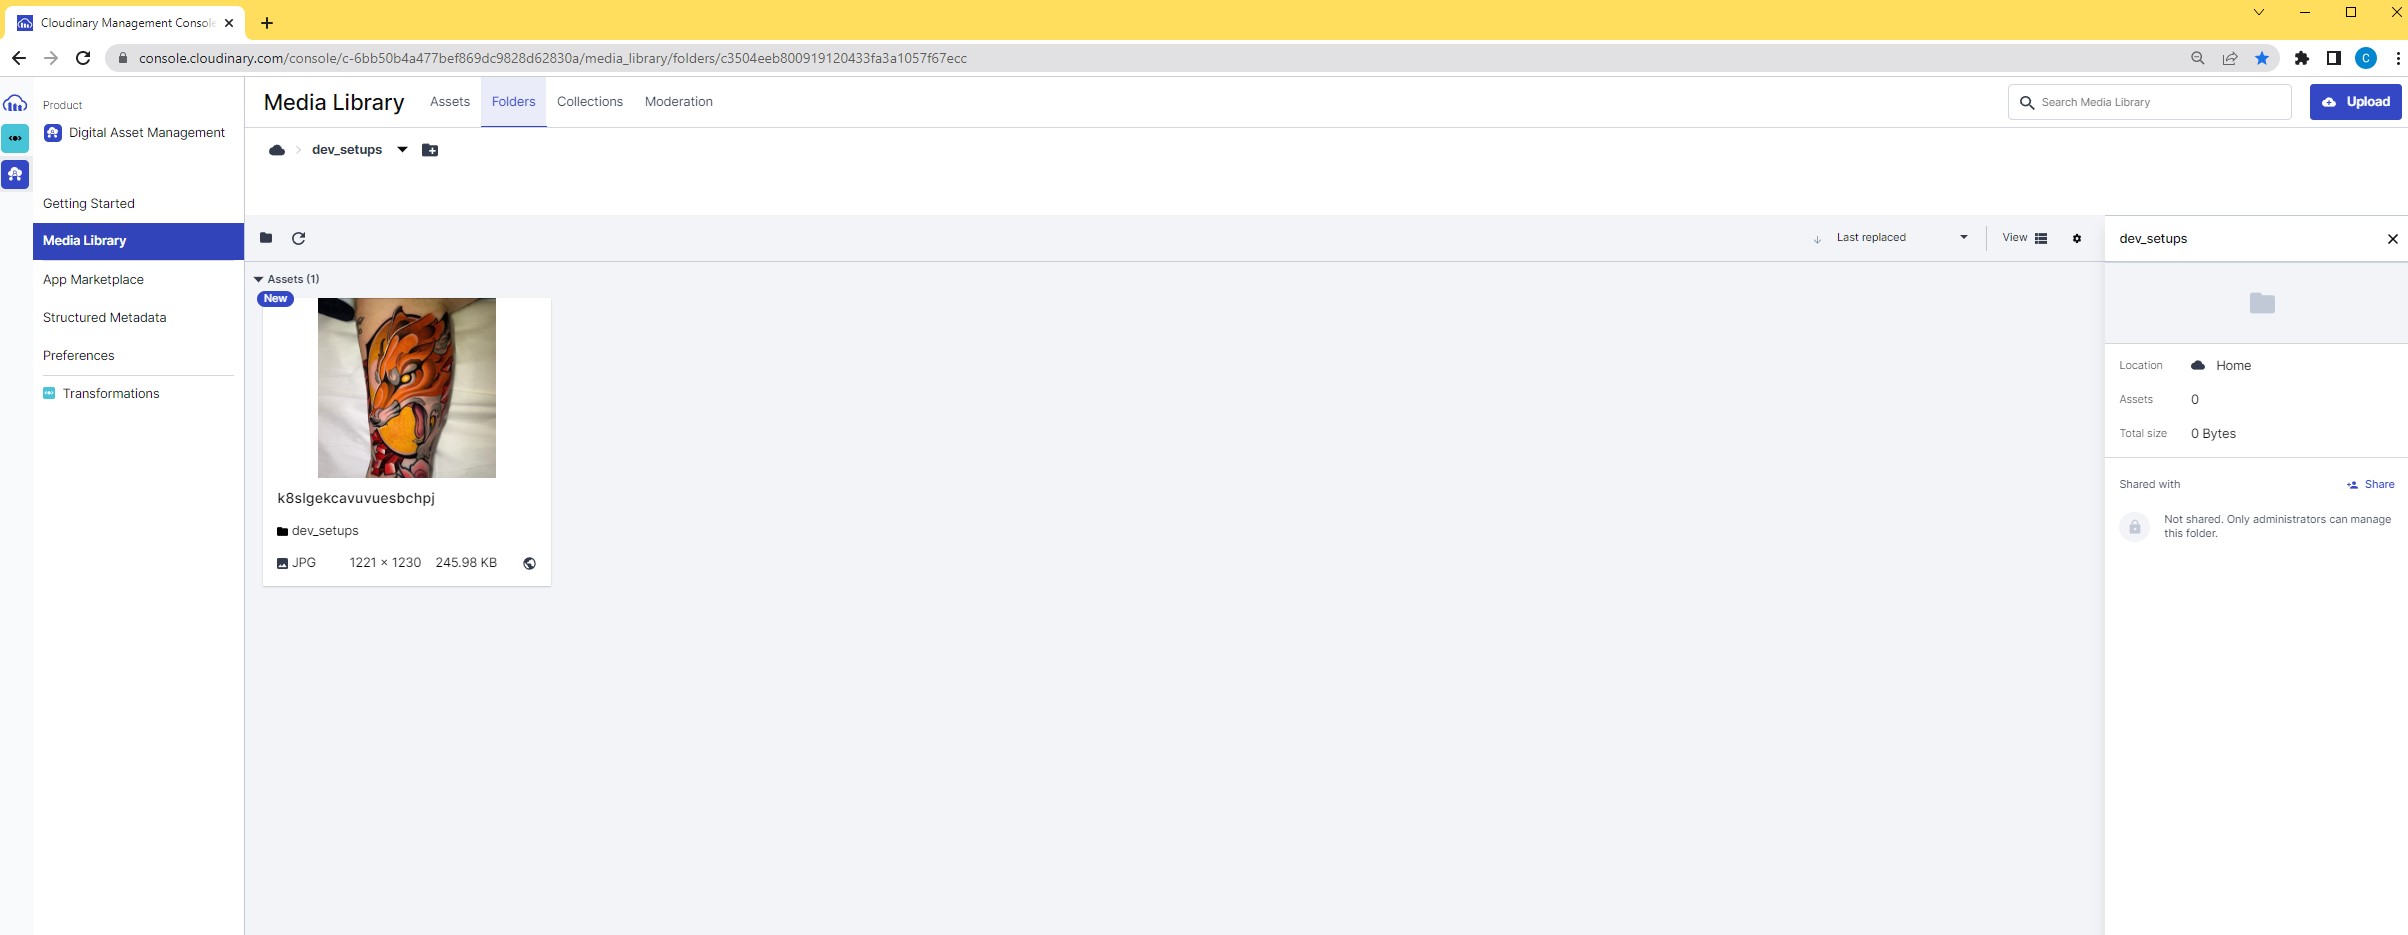 Cloudinary Management Console
console.cloudinary.com/console/c-6bb50b4a477bef869dc9828d62830a/media_library/folders/c3504eeb800919120433fa3a1057f67ecc
C
Product
Digital Asset Management
Getting Started
Media Library
App Marketplace
Structured Metadata
Preferences
Transformations
Media Library Assets Folders Collections Moderation
Search Media Library
Upload
dev_setups
Last replaced
View
Assets (1)
New
k8slgekcavuvuesbchpj
dev_setups
JPG 1221 × 1230 245.98 KB
dev_setups
Location Home
Assets 0
Total size 0 Bytes
Shared with Share
Not shared. Only administrators can manage
this folder.